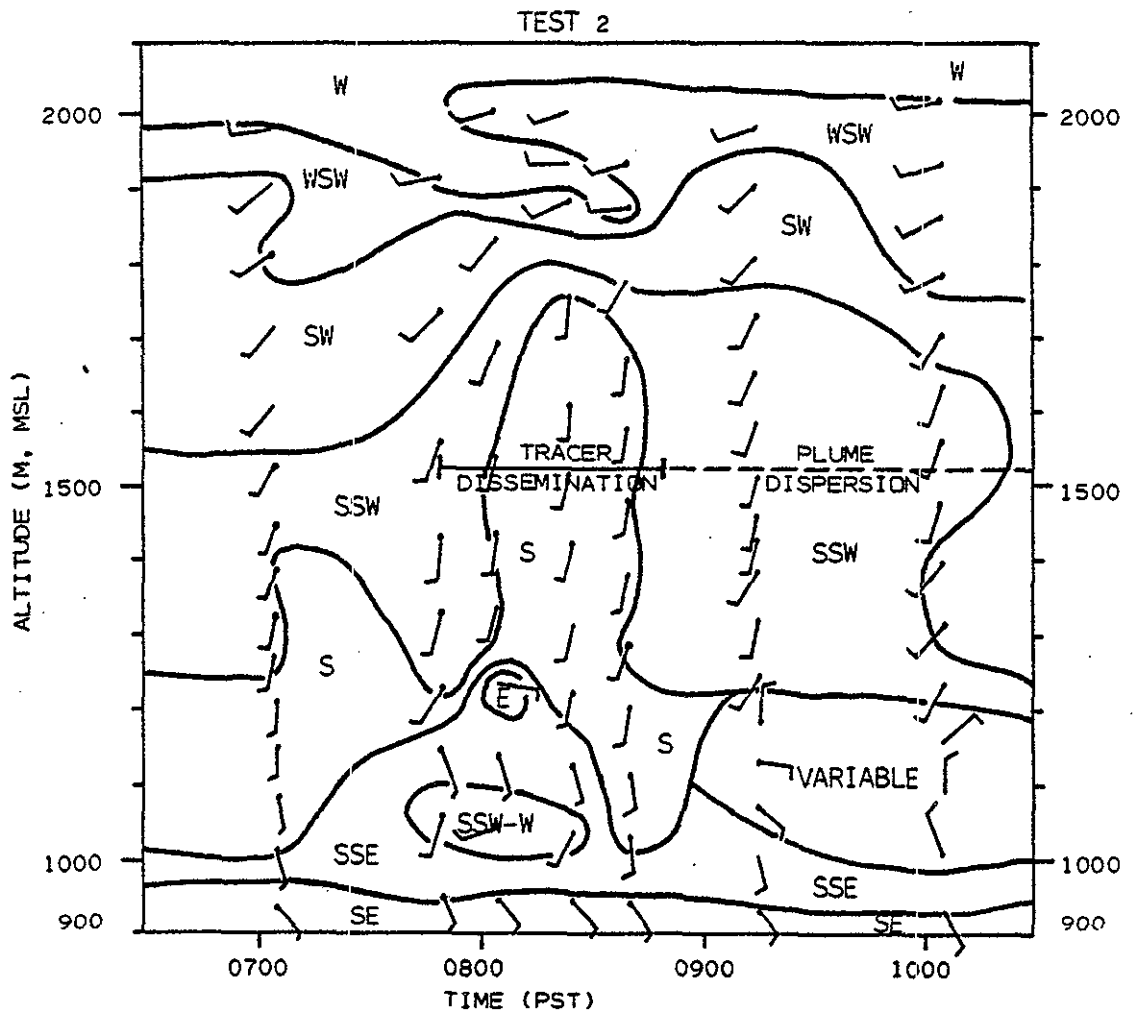 TEST 2
W
W
2000
2000
WSW
WSW
SW
SW
ALTITUDE (M, MSL)
TRACER
PLUME
1500
DISSEMINATION
DISPERSION
1500
SSW
S
SSW
S
E
S
VARIABLE
SSW-W
1000
SSE
1000
SSE
900
SE
SE
900
0700
0800
0900
1000
TIME (PST)